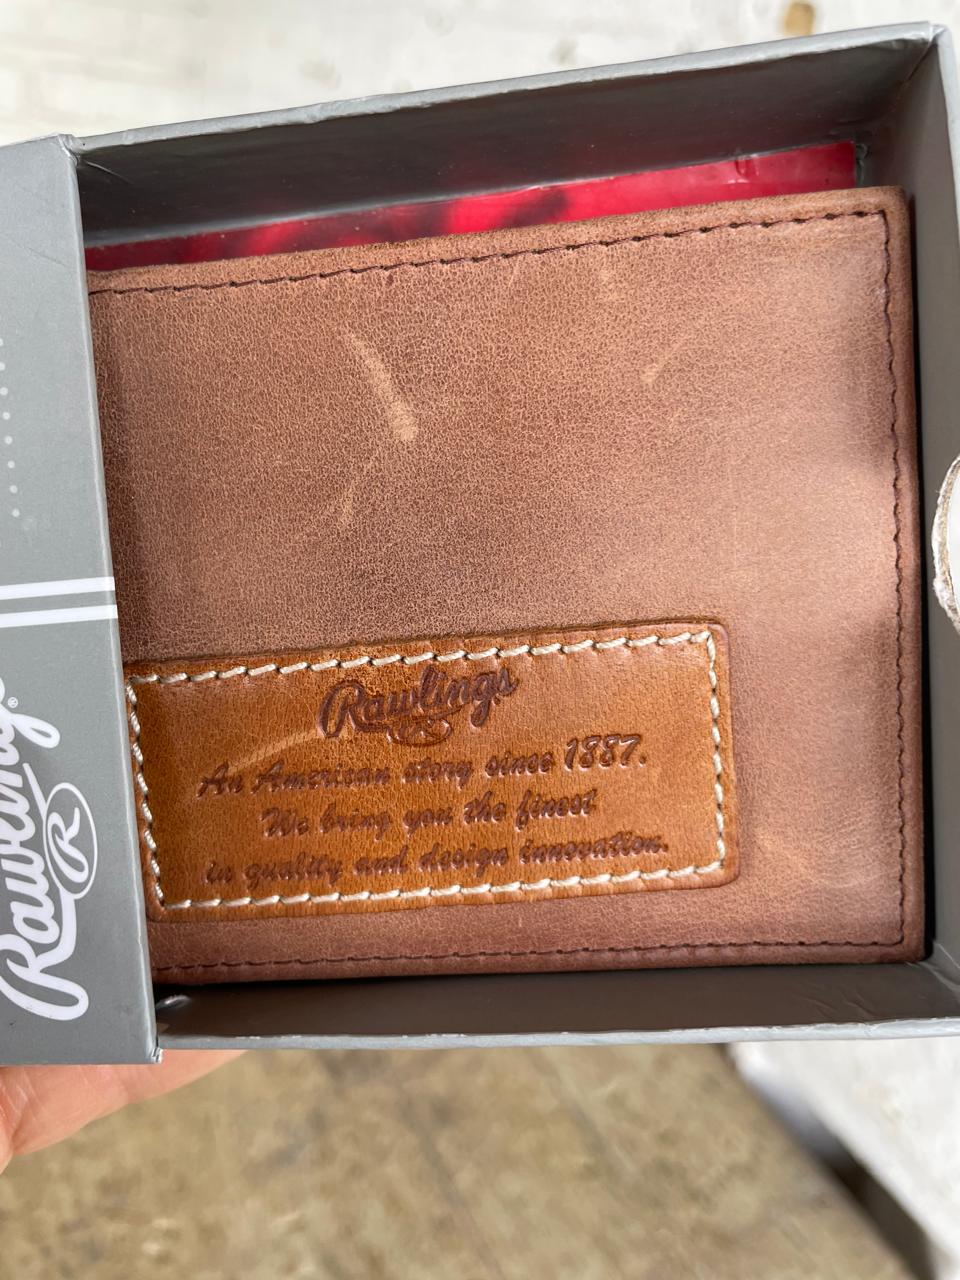 Rawlings
R
An American story since 1887.
We bring you the finest
in quality and design innovation.
Rawlings®
R